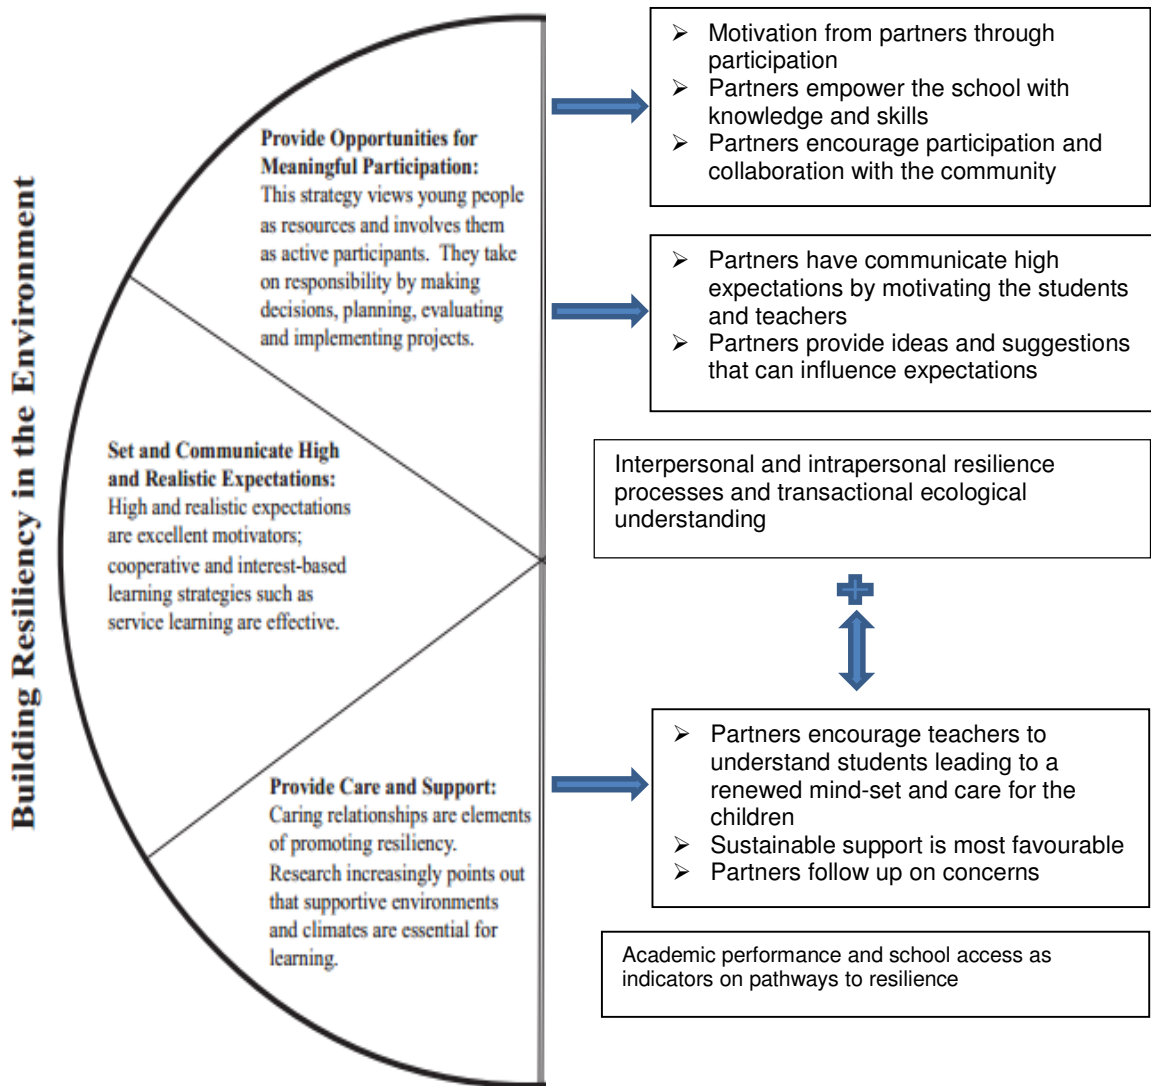 Building Resiliency in the Environment
Provide Opportunities for
Meaningful Participation:
This strategy views young people
as resources and involves them
as active participants. They take
on responsibility by making
decisions, planning, evaluating
and implementing projects.
Set and Communicate High
and Realistic Expectations:
High and realistic expectations
are excellent motivators;
cooperative and interest-based
learning strategies such as
service learning are effective.
Provide Care and Support:
Caring relationships are elements
of promoting resiliency.
Research increasingly points out
that supportive environments
and climates are essential for
learning.
➢ Motivation from partners through
participation
➢ Partners empower the school with
knowledge and skills
➢ Partners encourage participation and
collaboration with the community
➢ Partners have communicate high
expectations by motivating the students
and teachers
➢ Partners provide ideas and suggestions
that can influence expectations
Interpersonal and intrapersonal resilience
processes and transactional ecological
understanding
➢ Partners encourage teachers to
understand students leading to a
renewed mind-set and care for the
children
➢ Sustainable support is most favourable
➢ Partners follow up on concerns
Academic performance and school access as
indicators on pathways to resilience